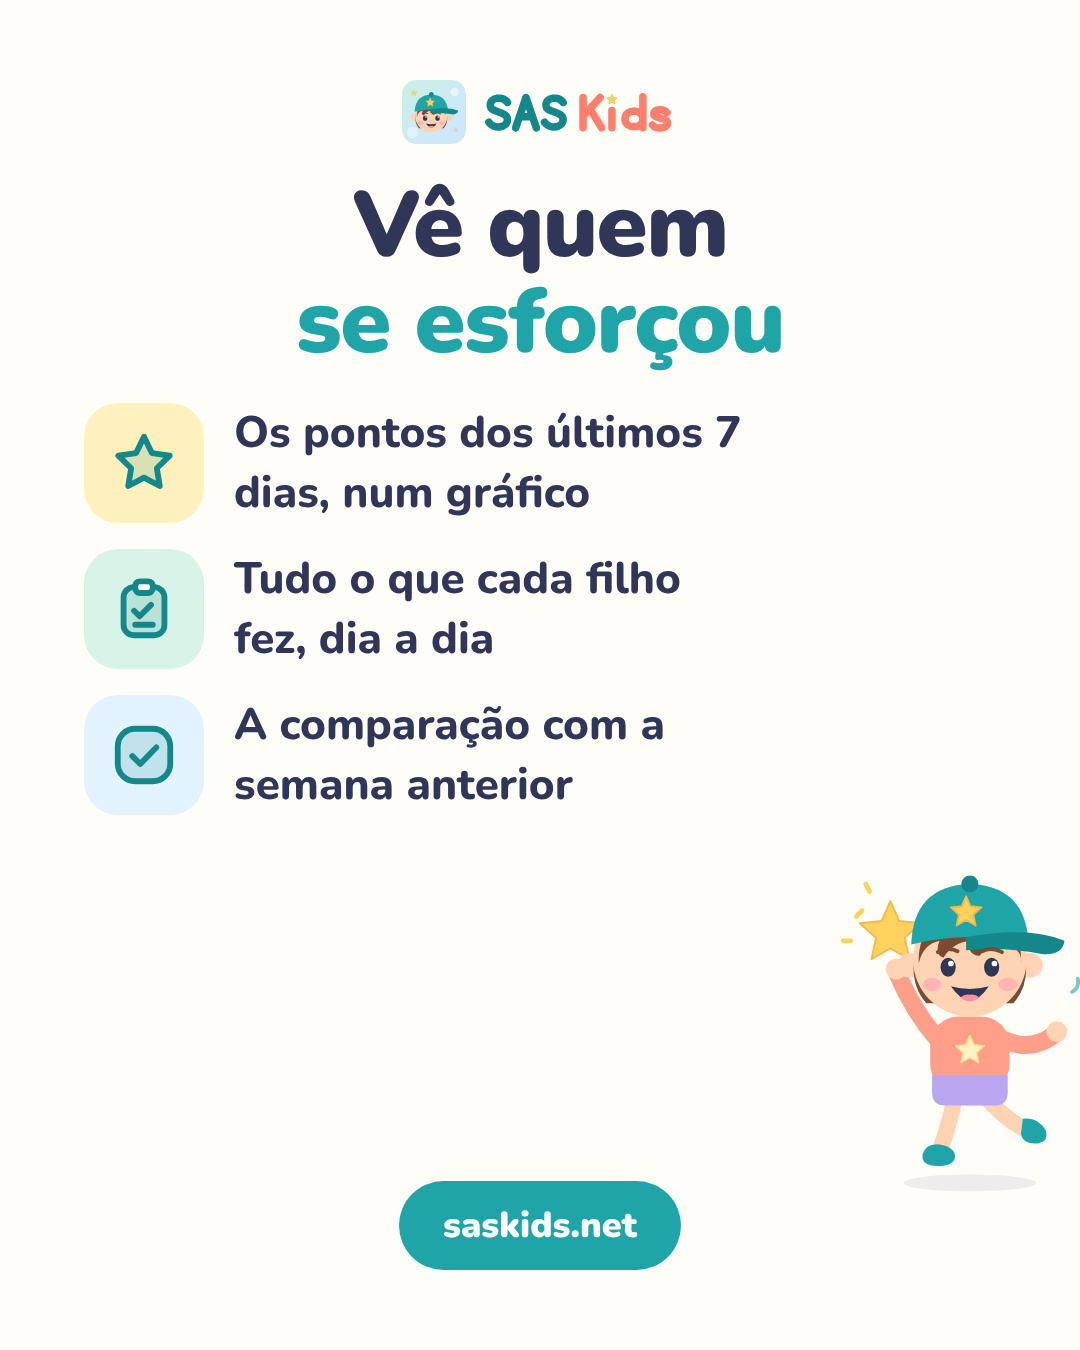 SAS Kids
Vê quem
se esforçou
Os pontos dos últimos 7
dias, num gráfico
Tudo o que cada filho
fez, dia a dia
A comparação com a
semana anterior
saskids.net